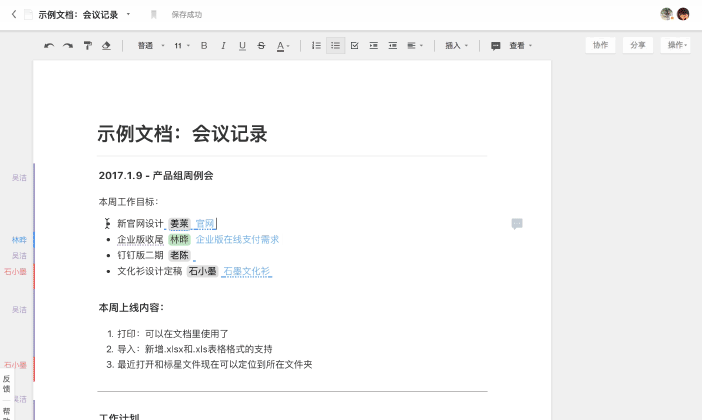 示例文档：会议记录
保存成功
普通 11 B I U S A 插入 查看
协作 分享 操作
示例文档：会议记录
2017.1.9 - 产品组周例会
吴洁
本周工作目标：
新官网设计 姜莱 官网
林晔
企业版收尾 林晔 企业版在线支付需求
吴洁
钉钉版二期 老陈
石小墨
文化衫设计定稿 石小墨 石墨文化衫
吴洁
本周上线内容：
1. 打印：可以在文档里使用了
2. 导入：新增.xlsx和.xls表格格式的支持
石小墨
3. 最近打开和标星文件现在可以定位到所在文件夹
反馈
吴洁
工作计划